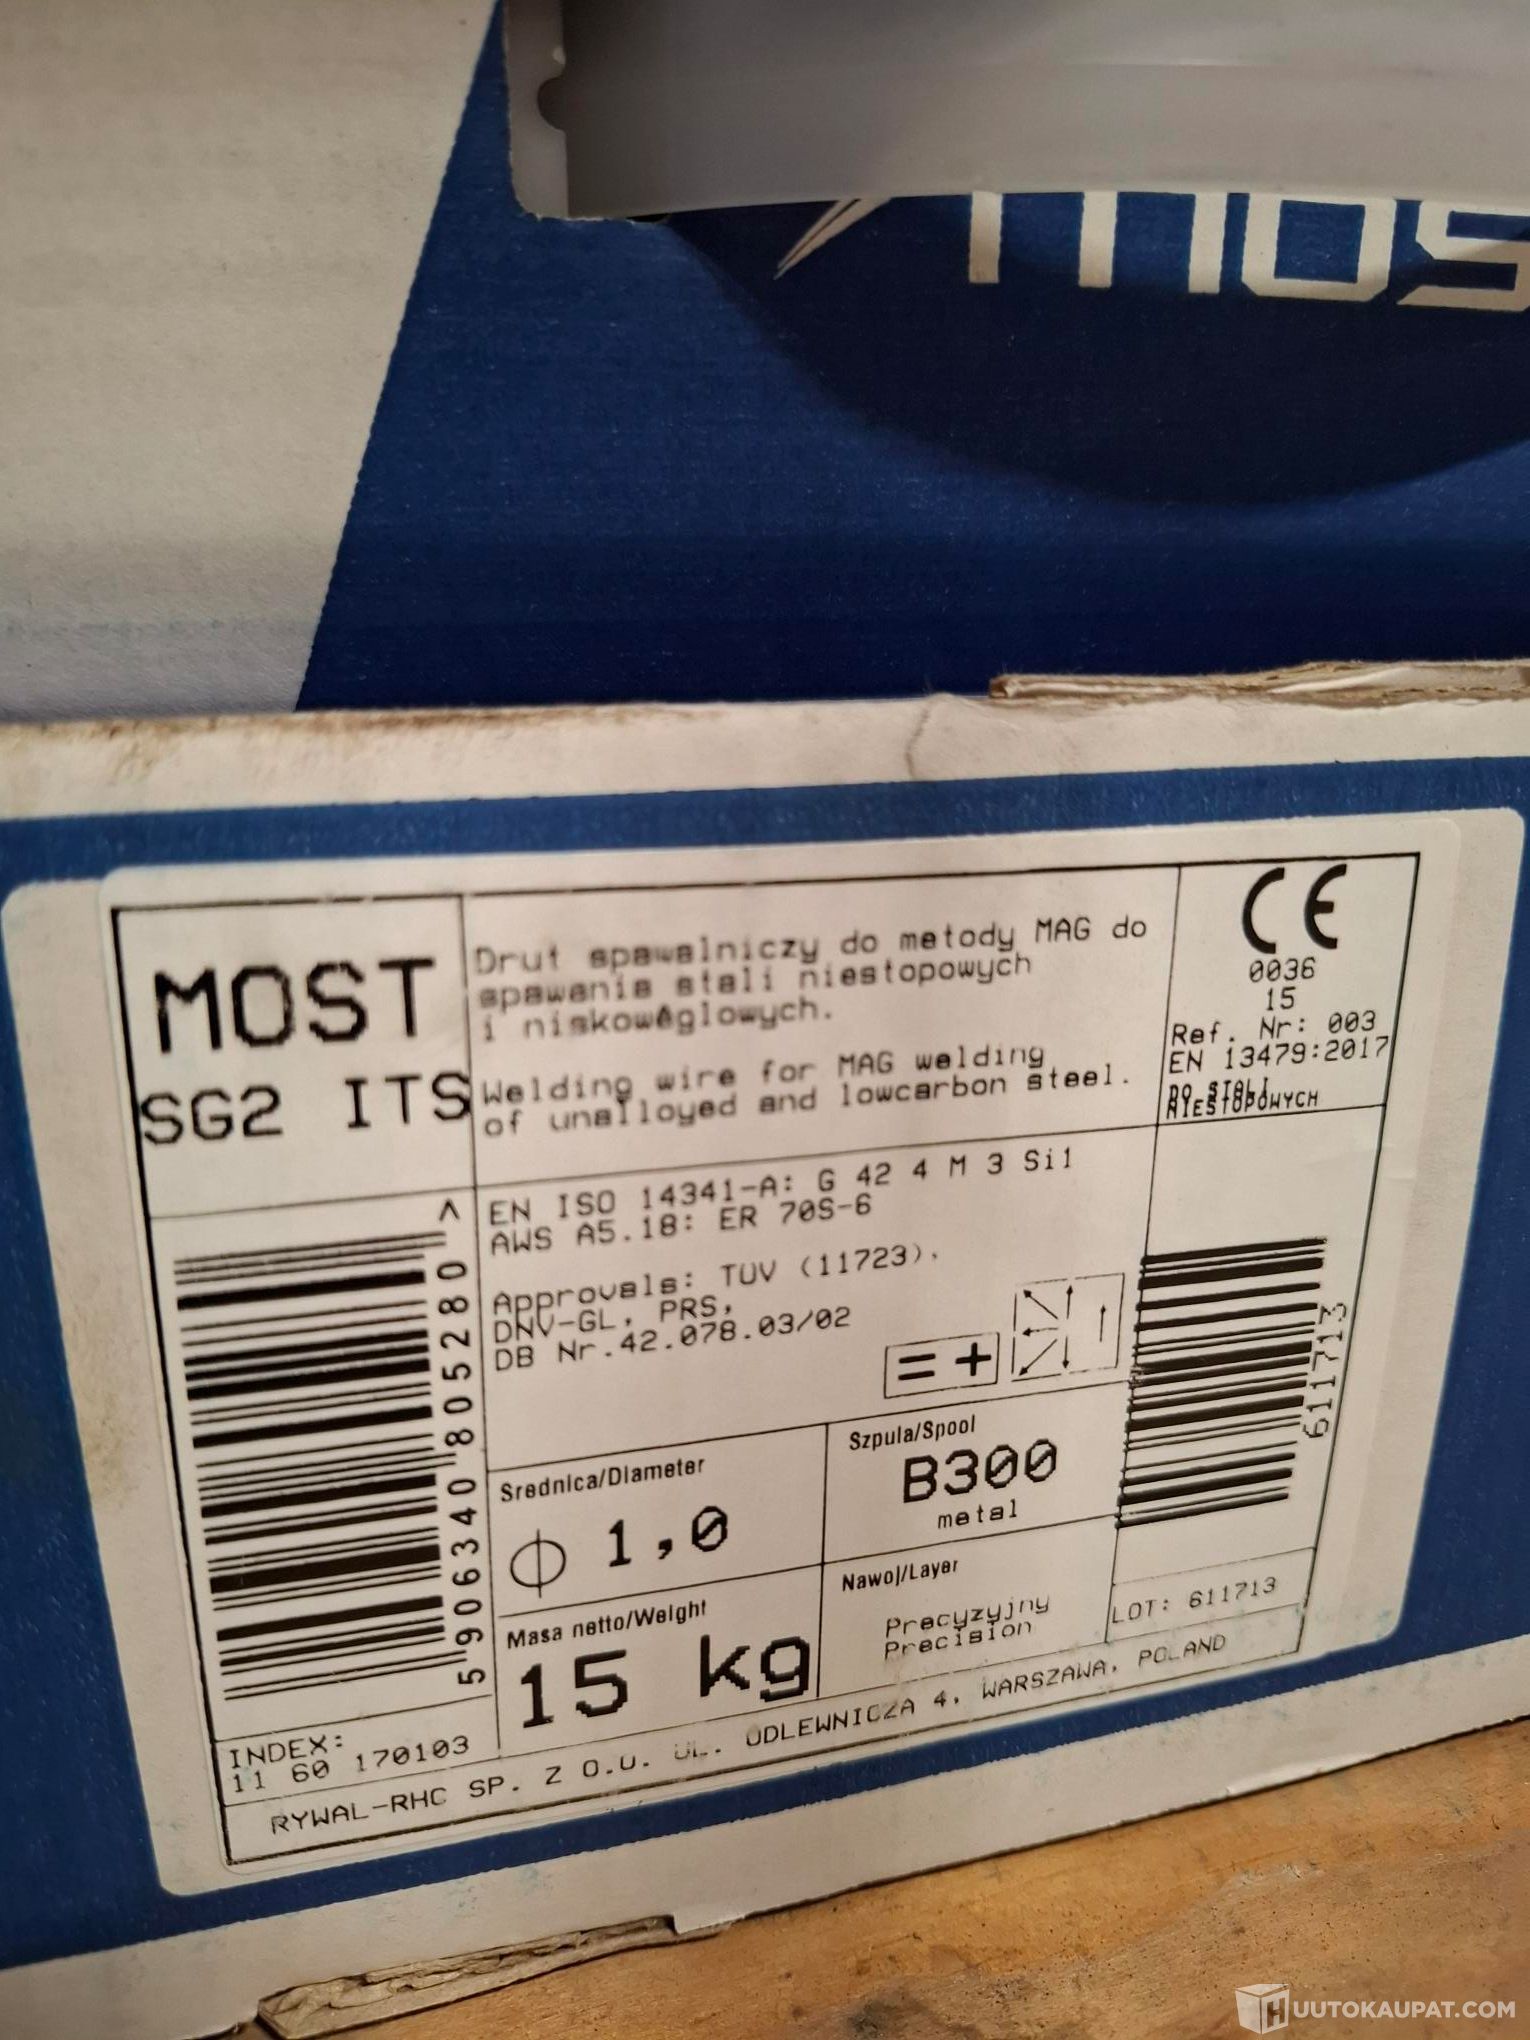 MOS
MOST
SG2 ITS
Drut spawalniczy do metody MAG do
spawania stali niestopowych
i niskowęglowych.
Welding wire for MAG welding
of unalloyed and lowcarbon steel.
CE
0036
15
Ref. Nr: 003
EN 13479:2017
DO STALI
NIESTOPOWYCH
EN ISO 14341-A: G 42 4 M 3 Si1
AWS A5.18: ER 70S-6
Approvals: TUV (11723),
DNV-GL, PRS,
DB Nr.42.078.03/02
= +
5906340805280 >
611713
Srednica/Diameter
Φ 1,0
Szpula/Spool
B300
metal
Masa netto/Weight
15 kg
Nawoj/Layer
Precyzyjny
Precision
LOT: 611713
INDEX:
11 60 170103
RYWAL-RHC SP. Z O.O. UL. ODLEWNICZA 4, WARSZAWA, POLAND
HUUTOKAUPAT.COM